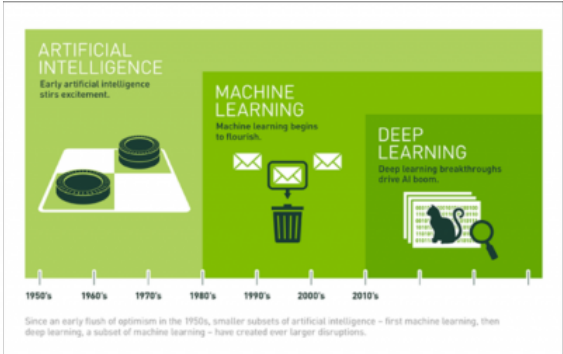 ARTIFICIAL
INTELLIGENCE
Early artificial intelligence
stirs excitement.
MACHINE
LEARNING
Machine learning begins
to flourish.
DEEP
LEARNING
Deep learning breakthroughs
drive AI boom.
1950's 1960's 1970's 1980's 1990's 2000's 2010's
Since an early flush of optimism in the 1950s, smaller subsets of artificial intelligence – first machine learning, then
deep learning, a subset of machine learning – have created ever larger disruptions.